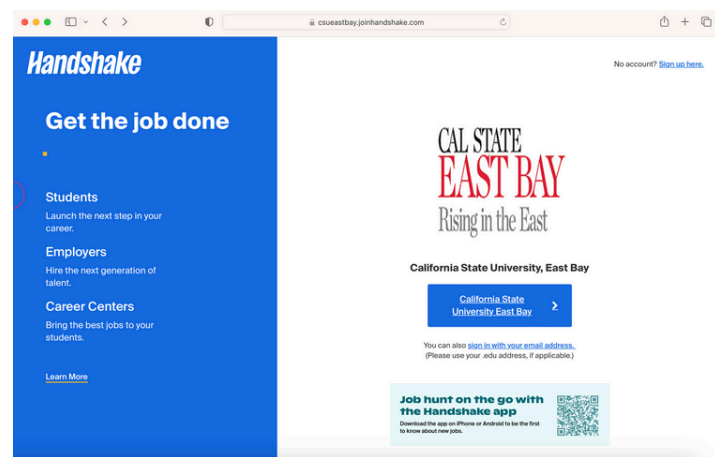 csueastbay.joinhandshake.com
Handshake
No account? Sign up here.
Get the job done
Students
Launch the next step in your
career.
Employers
Hire the next generation of
talent.
Career Centers
Bring the best jobs to your
students.
Learn More
CAL STATE
EAST BAY
Rising in the East
California State University, East Bay
California State
University East Bay
You can also sign in with your email address.
(Please use your .edu address, if applicable.)
Job hunt on the go with
the Handshake app
Download the app on iPhone or Android to be the first
to know about new jobs.